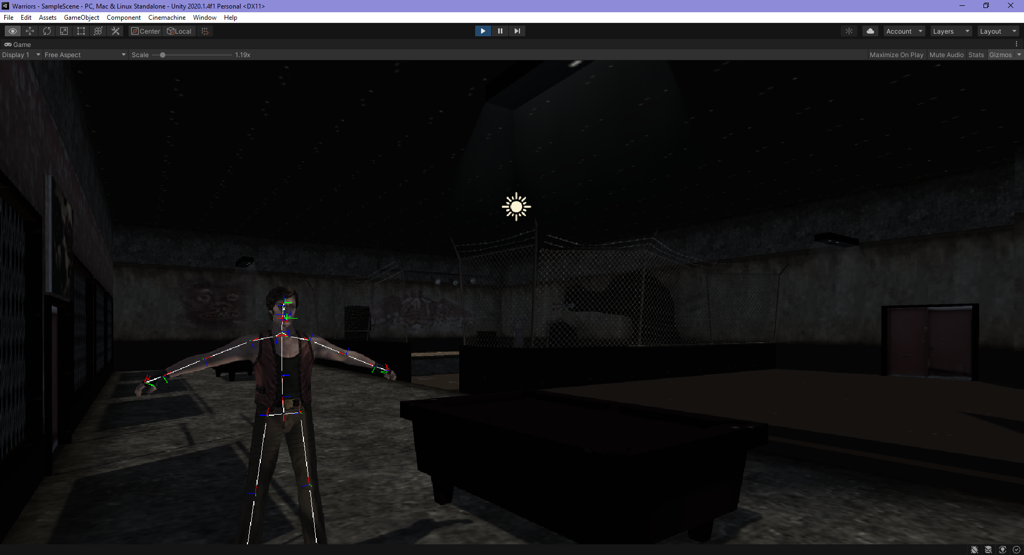 Warriors - SampleScene - PC, Mac & Linux Standalone - Unity 2020.1.4f1 Personal <DX11>
File Edit Assets GameObject Component Cinemachine Window Help
Center Local Account Layers Layout
Game
Display 1 Free Aspect Scale 1.19x Maximize On Play Mute Audio Stats Gizmos